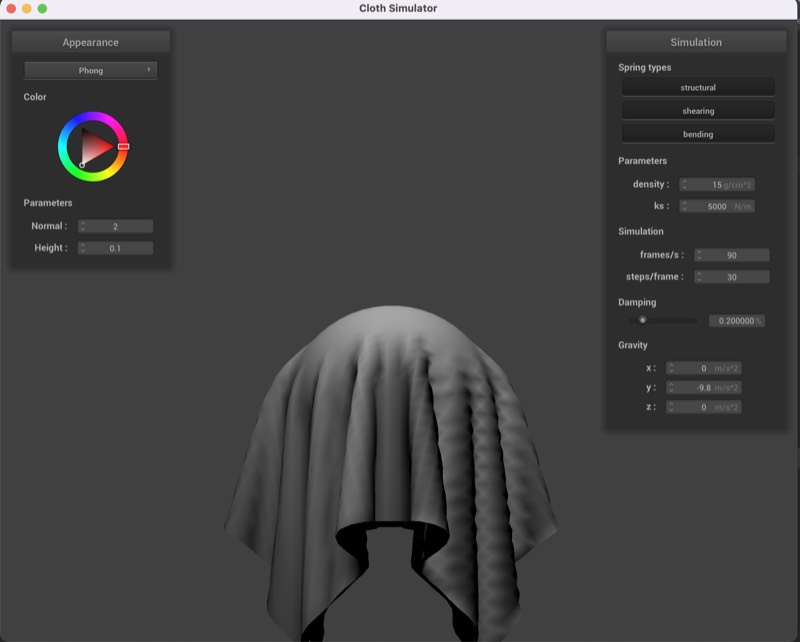 Cloth Simulator
Appearance
Phong
Color
Parameters
Normal : 2
Height : 0.1
Simulation
Spring types
structural
shearing
bending
Parameters
density : 15 g/cm^2
ks : 5000 N/m
Simulation
frames/s : 90
steps/frame : 30
Damping
0.200000 %
Gravity
x : 0 m/s^2
y : -9.8 m/s^2
z : 0 m/s^2